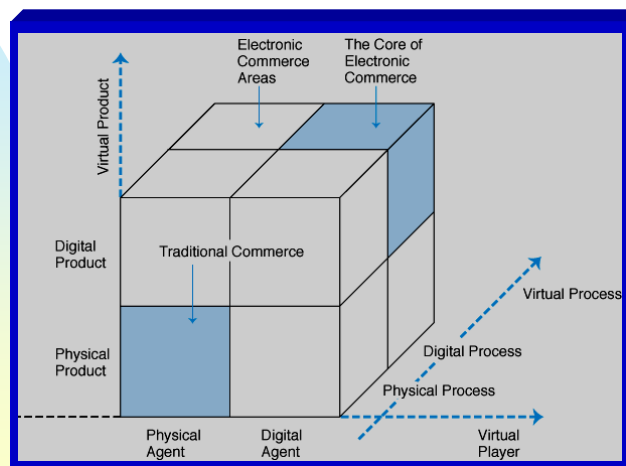 Electronic
Commerce
Areas
The Core of
Electronic
Commerce
Virtual Product
Digital
Product
Traditional Commerce
Virtual Process
Physical
Product
Digital Process
Physical Process
Physical
Agent
Digital
Agent
Virtual
Player